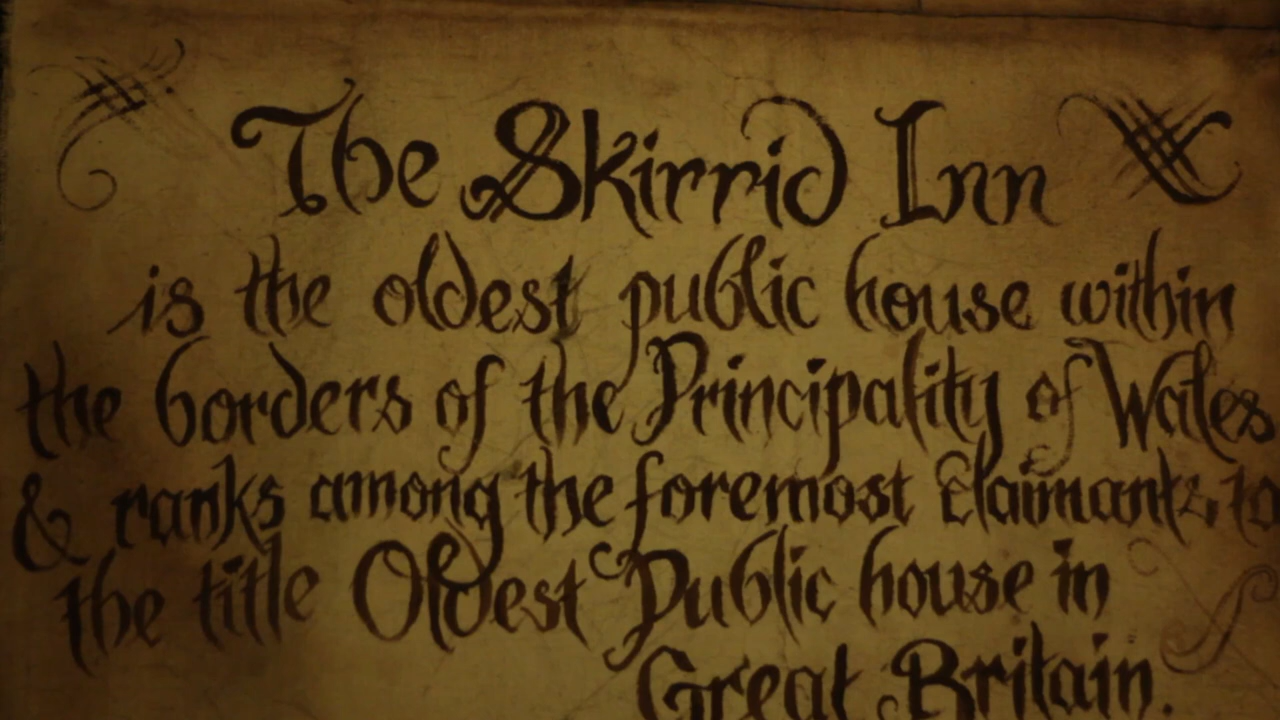 The Skirrid Inn
is the oldest public house within
the borders of the Principality of Wales
& ranks among the foremost Claimants to
the title Oldest Public house in
Great Britain.